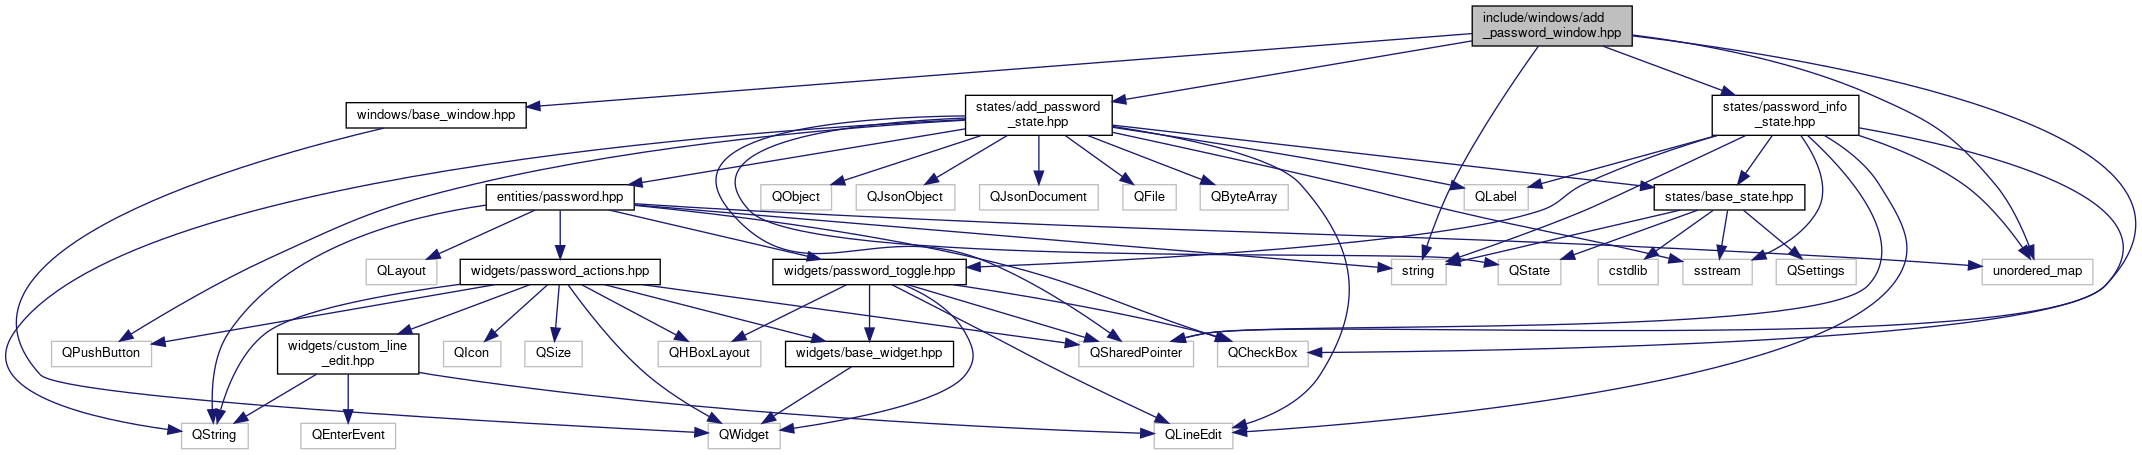 include/windows/add
_password_window.hpp
windows/base_window.hpp
states/add_password
_state.hpp
states/password_info
_state.hpp
entities/password.hpp
QObject
QJsonObject
QJsonDocument
QFile
QByteArray
QLabel
states/base_state.hpp
QLayout
widgets/password_actions.hpp
widgets/password_toggle.hpp
string
QState
cstdlib
sstream
QSettings
unordered_map
QPushButton
widgets/custom_line
_edit.hpp
QIcon
QSize
QHBoxLayout
widgets/base_widget.hpp
QSharedPointer
QCheckBox
QString
QEnterEvent
QWidget
QLineEdit